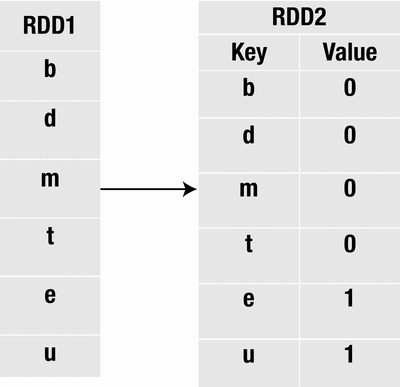 RDD1
b
d
m
t
e
u
RDD2
Key Value
b 0
d 0
m 0
t 0
e 1
u 1